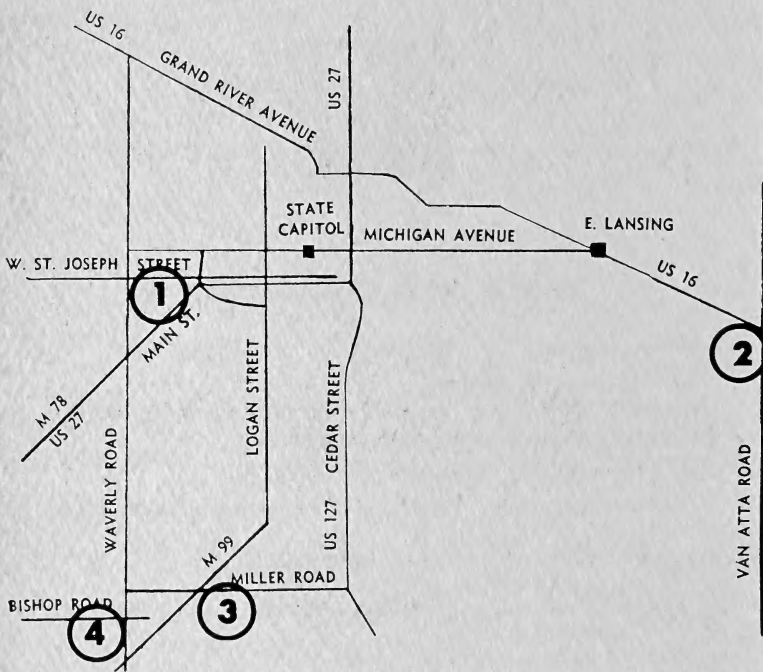 US 16
GRAND RIVER AVENUE
US 27
STATE
CAPITOL
MICHIGAN AVENUE
E. LANSING
US 16
W. ST. JOSEPH STREET
1
MAIN ST.
2
M 78
US 27
LOGAN STREET
CEDAR STREET
US 127
WAVERLY ROAD
VAN ATTA ROAD
M 99
MILLER ROAD
3
BISHOP ROAD
4